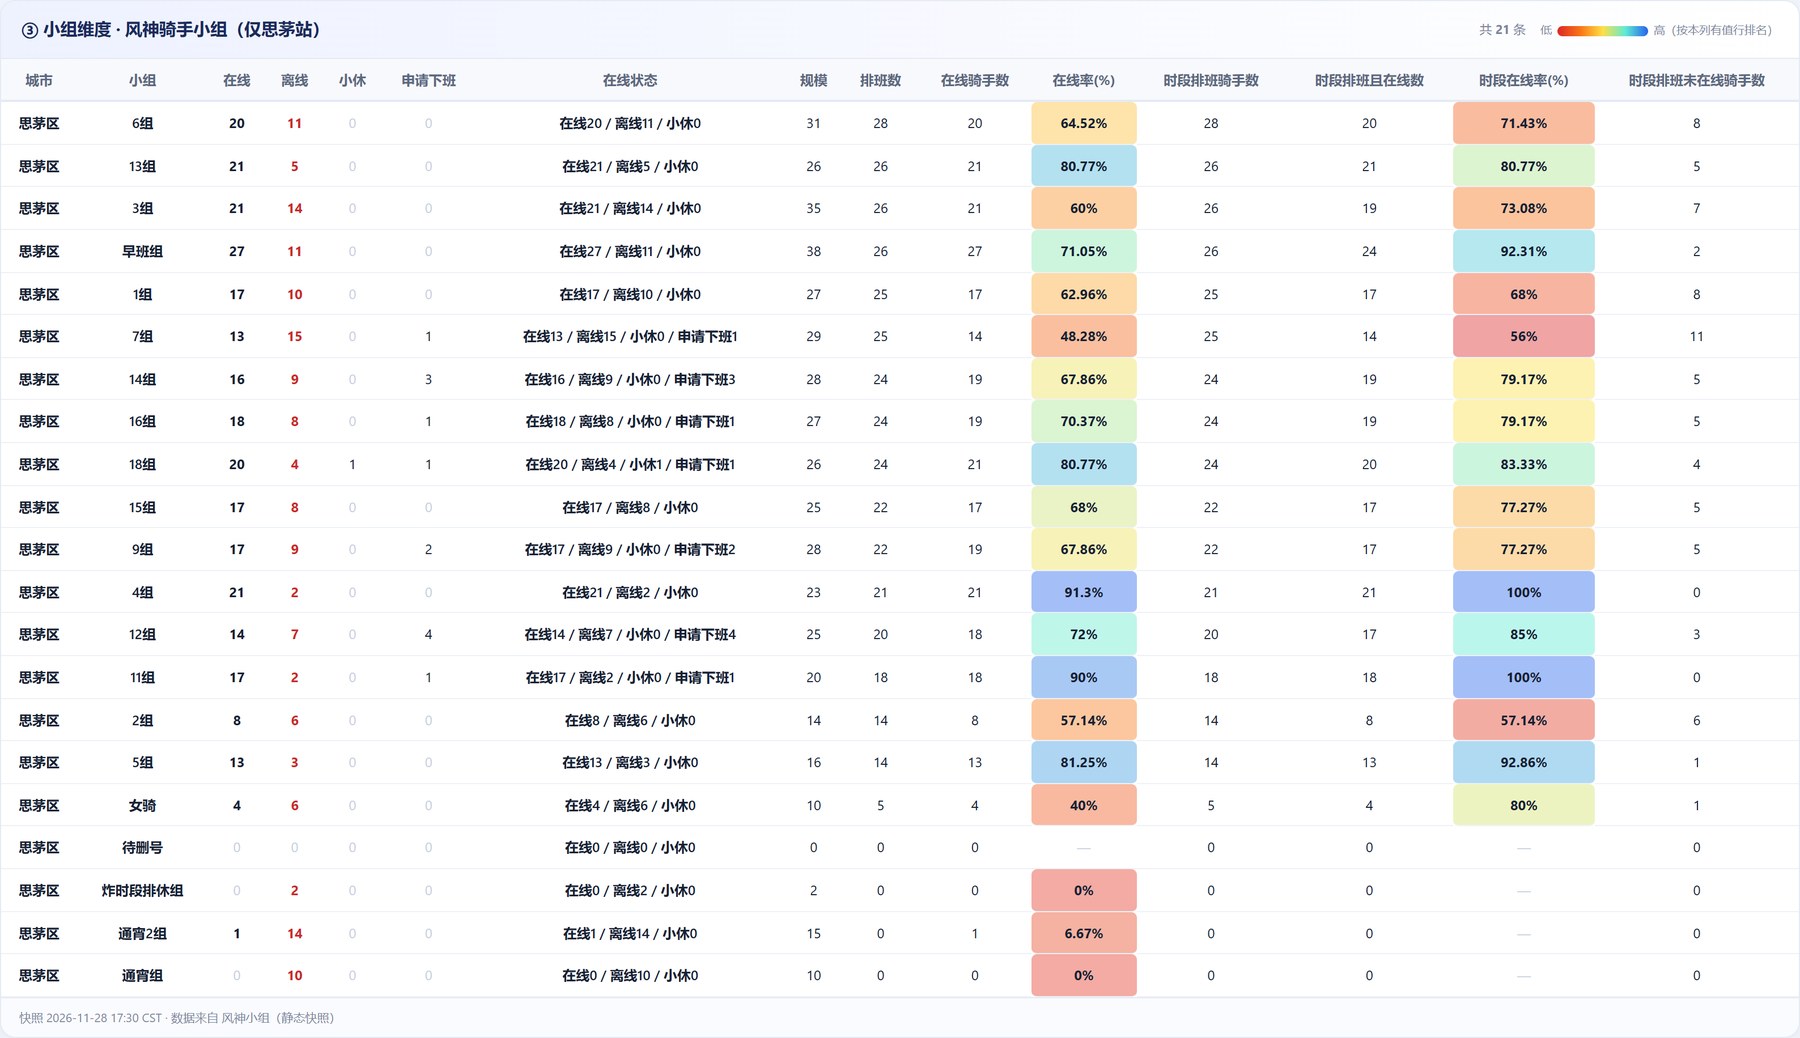 ③ 小组维度 · 风神骑手小组（仅思茅站）
共 21 条 低 高 (按本列有值行排名)
城市 小组 在线 离线 小休 申请下班 在线状态 规模 排班数 在线骑手数 在线率(%) 时段排班骑手数 时段排班且在线数 时段在线率(%) 时段排班未在线骑手数
思茅区 6组 20 11 0 0 在线20 / 离线11 / 小休0 31 28 20 64.52% 28 20 71.43% 8
思茅区 13组 21 5 0 0 在线21 / 离线5 / 小休0 26 26 21 80.77% 26 21 80.77% 5
思茅区 3组 21 14 0 0 在线21 / 离线14 / 小休0 35 26 21 60% 26 19 73.08% 7
思茅区 早班组 27 11 0 0 在线27 / 离线11 / 小休0 38 26 27 71.05% 26 24 92.31% 2
思茅区 1组 17 10 0 0 在线17 / 离线10 / 小休0 27 25 17 62.96% 25 17 68% 8
思茅区 7组 13 15 0 1 在线13 / 离线15 / 小休0 / 申请下班1 29 25 14 48.28% 25 14 56% 11
思茅区 14组 16 9 0 3 在线16 / 离线9 / 小休0 / 申请下班3 28 24 19 67.86% 24 19 79.17% 5
思茅区 16组 18 8 0 1 在线18 / 离线8 / 小休0 / 申请下班1 27 24 19 70.37% 24 19 79.17% 5
思茅区 18组 20 4 1 1 在线20 / 离线4 / 小休1 / 申请下班1 26 24 21 80.77% 24 20 83.33% 4
思茅区 15组 17 8 0 0 在线17 / 离线8 / 小休0 25 22 17 68% 22 17 77.27% 5
思茅区 9组 17 9 0 2 在线17 / 离线9 / 小休0 / 申请下班2 28 22 19 67.86% 22 17 77.27% 5
思茅区 4组 21 2 0 0 在线21 / 离线2 / 小休0 23 21 21 91.3% 21 21 100% 0
思茅区 12组 14 7 0 4 在线14 / 离线7 / 小休0 / 申请下班4 25 20 18 72% 20 17 85% 3
思茅区 11组 17 2 0 1 在线17 / 离线2 / 小休0 / 申请下班1 20 18 18 90% 18 18 100% 0
思茅区 2组 8 6 0 0 在线8 / 离线6 / 小休0 14 14 8 57.14% 14 8 57.14% 6
思茅区 5组 13 3 0 0 在线13 / 离线3 / 小休0 16 14 13 81.25% 14 13 92.86% 1
思茅区 女骑 4 6 0 0 在线4 / 离线6 / 小休0 10 5 4 40% 5 4 80% 1
思茅区 待删号 0 0 0 0 在线0 / 离线0 / 小休0 0 0 0 — 0 0 — 0
思茅区 炸时段排休组 0 2 0 0 在线0 / 离线2 / 小休0 2 0 0 0% 0 0 — 0
思茅区 通宵2组 1 14 0 0 在线1 / 离线14 / 小休0 15 0 1 6.67% 0 0 — 0
思茅区 通宵组 0 10 0 0 在线0 / 离线10 / 小休0 10 0 0 0% 0 0 — 0
快照 2026-11-28 17:30 CST · 数据来自 风神小组（静态快照）